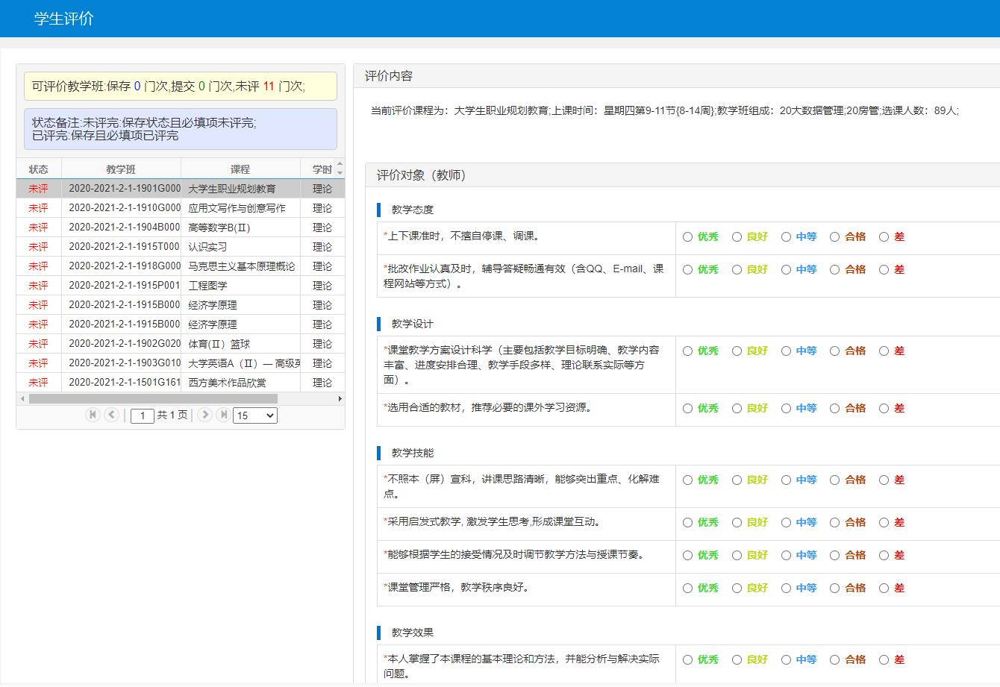 学生评价
可评价教学班:保存 0 门次,提交 0 门次,未评 11 门次;
状态备注:未评完:保存状态且必填项未评完;
已评完:保存且必填项已评完
状态 教学班 课程 学时
未评 2020-2021-2-1-1901G000 大学生职业规划教育 理论
未评 2020-2021-2-1-1910G000 应用文写作与创意写作 理论
未评 2020-2021-2-1-1904B000 高等数学B(Ⅱ) 理论
未评 2020-2021-2-1-1915T000 认识实习 理论
未评 2020-2021-2-1-1918G000 马克思主义基本原理概论 理论
未评 2020-2021-2-1-1915P001 工程图学 理论
未评 2020-2021-2-1-1915B000 经济学原理 理论
未评 2020-2021-2-1-1915B000 经济学原理 理论
未评 2020-2021-2-1-1902G020 体育(Ⅱ）篮球 理论
未评 2020-2021-2-1-1903G010 大学英语A（Ⅱ）— 高级英 理论
未评 2020-2021-2-1-1501G161 西方美术作品欣赏 理论
1 共 1 页 15
评价内容
当前评价课程为：大学生职业规划教育;上课时间：星期四第9-11节{8-14周};教学班组成：20大数据管理;20房管;选课人数：89人;
评价对象（教师）
教学态度
*上下课准时，不擅自停课、调课。 优秀 良好 中等 合格 差
*批改作业认真及时，辅导答疑畅通有效（含QQ、E-mail、课 优秀 良好 中等 合格 差
程网站等方式）。
教学设计
*课堂教学方案设计科学（主要包括教学目标明确、教学内容 优秀 良好 中等 合格 差
丰富、进度安排合理、教学手段多样、理论联系实际等方
面）。
*选用合适的教材，推荐必要的课外学习资源。 优秀 良好 中等 合格 差
教学技能
*不照本（屏）宣科，讲课思路清晰，能够突出重点、化解难 优秀 良好 中等 合格 差
点。
*采用启发式教学, 激发学生思考,形成课堂互动。 优秀 良好 中等 合格 差
*能够根据学生的接受情况及时调节教学方法与授课节奏。 优秀 良好 中等 合格 差
*课堂管理严格，教学秩序良好。 优秀 良好 中等 合格 差
教学效果
*本人掌握了本课程的基本理论和方法，并能分析与解决实际 优秀 良好 中等 合格 差
问题。